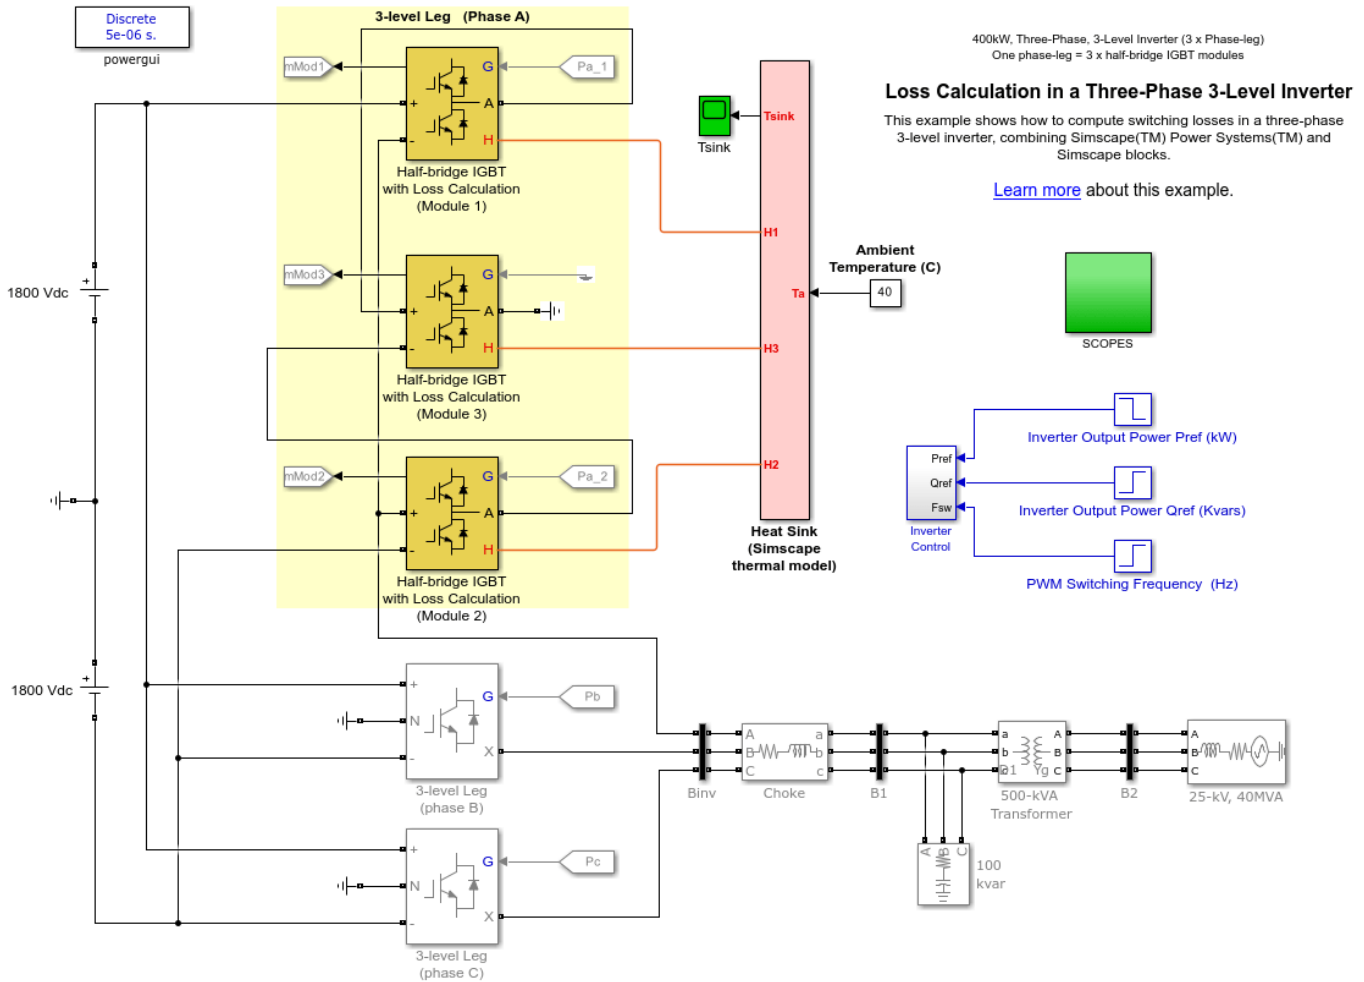 Discrete
5e-06 s.
powergui
3-level Leg   (Phase A)
mMod1
G
Pa_1
+
A
-
H
Half-bridge IGBT
with Loss Calculation
(Module 1)
mMod3
G
+
A
-
H
Half-bridge IGBT
with Loss Calculation
(Module 3)
mMod2
G
Pa_2
+
A
-
H
Half-bridge IGBT
with Loss Calculation
(Module 2)
1800 Vdc
+
1800 Vdc
+
Tsink
Tsink
H1
Ta
H3
H2
Heat Sink
(Simscape
thermal model)
Ambient
Temperature (C)
40
400kW, Three-Phase, 3-Level Inverter (3 x Phase-leg)
One phase-leg = 3 x half-bridge IGBT modules
Loss Calculation in a Three-Phase 3-Level Inverter
This example shows how to compute switching losses in a three-phase
3-level inverter, combining Simscape(TM) Power Systems(TM) and
Simscape blocks.
Learn more about this example.
SCOPES
Inverter Output Power Pref (kW)
Pref
Qref
Fsw
Inverter
Control
Inverter Output Power Qref (Kvars)
PWM Switching Frequency  (Hz)
+
G
Pb
N
X
-
3-level Leg
(phase B)
+
G
Pc
N
X
-
3-level Leg
(phase C)
Binv
A
a
B
b
C
c
Choke
B1
a
A
b
B
c
C
D1
Yg
500-kVA
Transformer
B2
A
B
C
25-kV, 40MVA
A
B
C
100
kvar